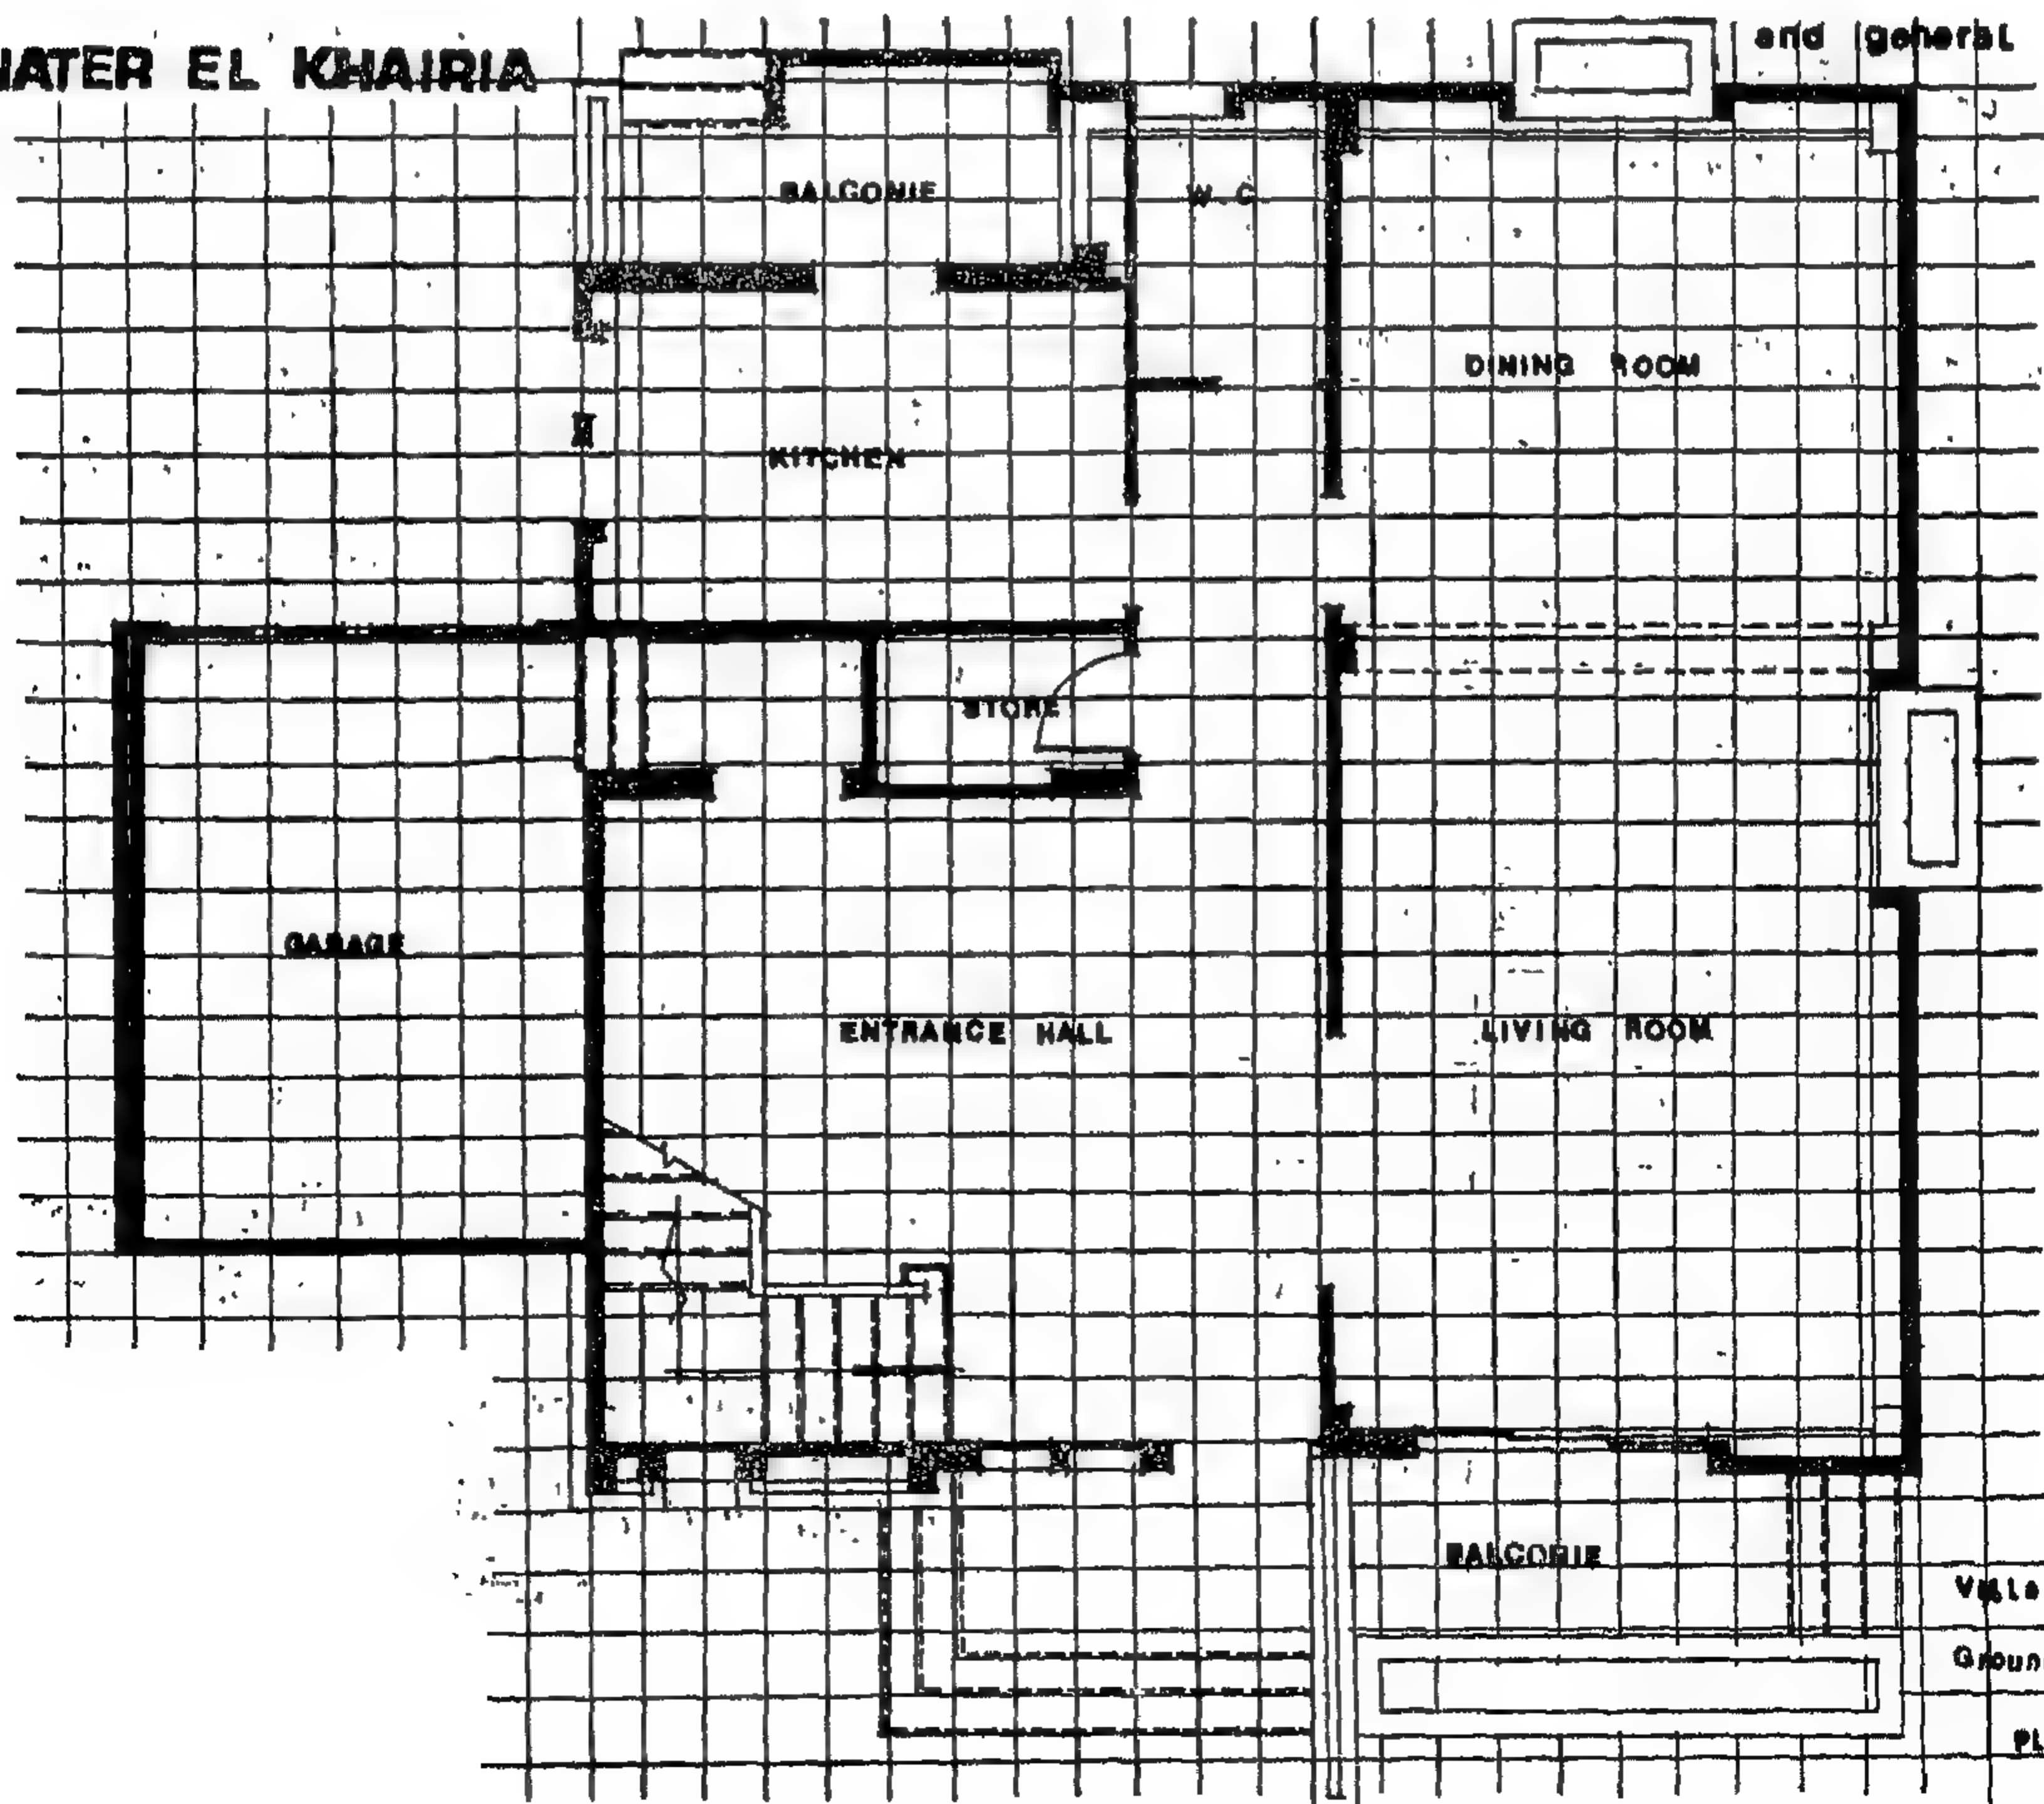 IATER EL KHAIRIA
and general
BALCONIE
W.C
DINING ROOM
KITCHEN
STORE
GARAGE
ENTRANCE HALL
LIVING ROOM
BALCONIE
Villa
Groun
PL